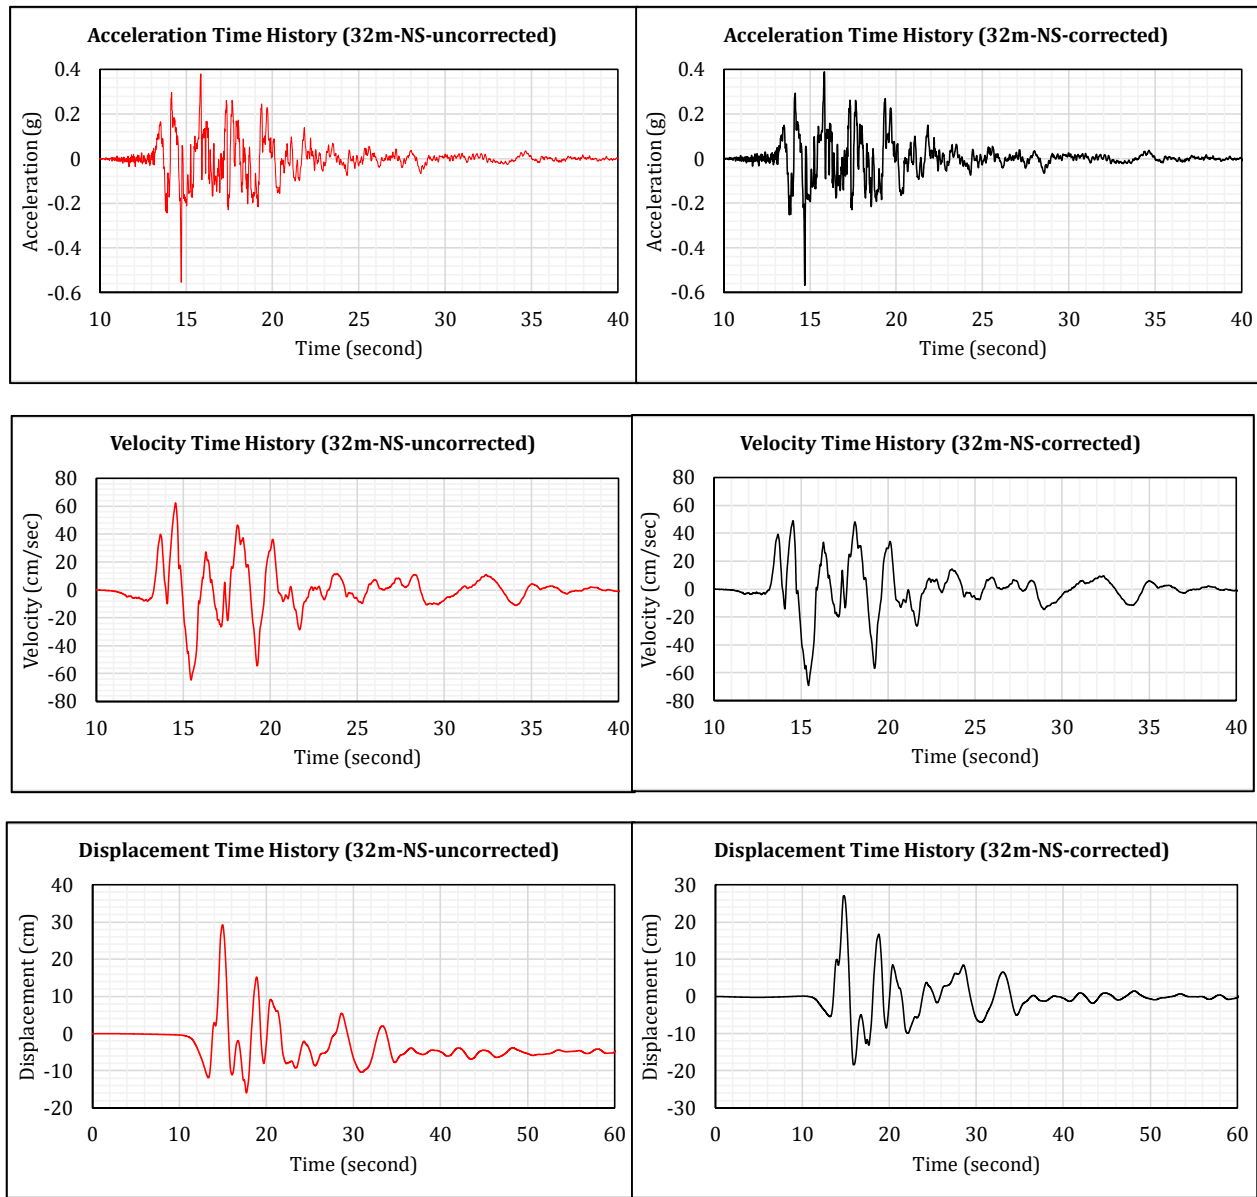 Acceleration Time History (32m-NS-uncorrected)
Acceleration (g)
0.4
0.2
0
-0.2
-0.4
-0.6
10 15 20 25 30 35 40
Time (second)
Acceleration Time History (32m-NS-corrected)
Acceleration (g)
0.4
0.2
0
-0.2
-0.4
-0.6
10 15 20 25 30 35 40
Time (second)
Velocity Time History (32m-NS-uncorrected)
Velocity (cm/sec)
80
60
40
20
0
-20
-40
-60
-80
10 15 20 25 30 35 40
Time (second)
Velocity Time History (32m-NS-corrected)
Velocity (cm/sec)
80
60
40
20
0
-20
-40
-60
-80
10 15 20 25 30 35 40
Time (second)
Displacement Time History (32m-NS-uncorrected)
Displacement (cm)
40
30
20
10
0
-10
-20
0 10 20 30 40 50 60
Time (second)
Displacement Time History (32m-NS-corrected)
Displacement (cm)
30
20
10
0
-10
-20
-30
0 10 20 30 40 50 60
Time (second)